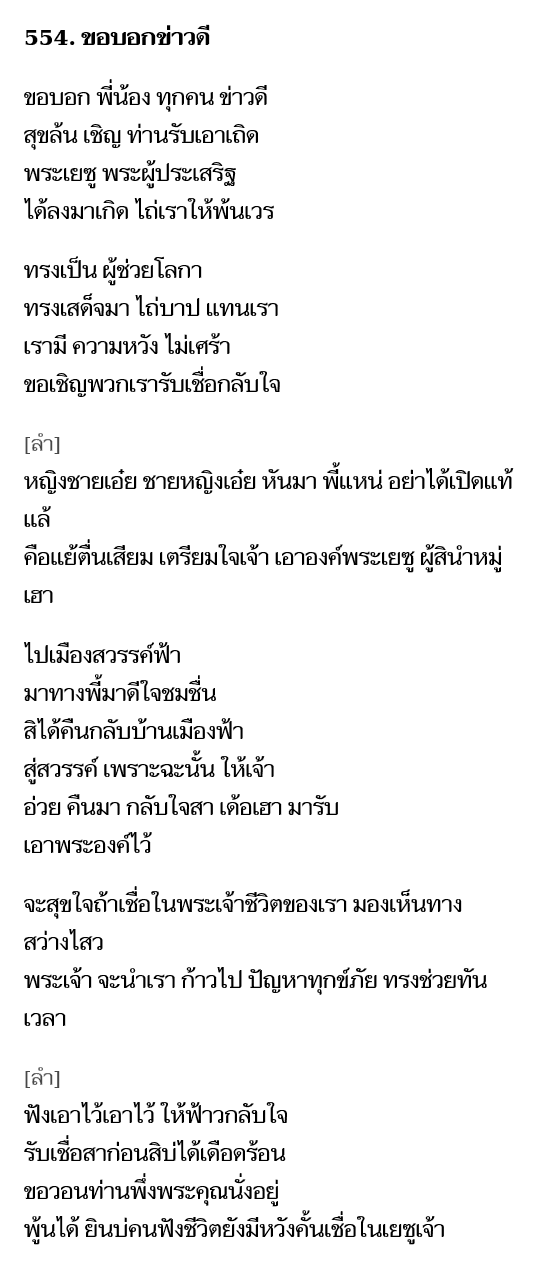 554. ขอบอกข่าวดี
ขอบอก พี่น้อง ทุกคน ข่าวดี
สุขล้น เชิญ ท่านรับเอาเถิด
พระเยซู พระผู้ประเสริฐ
ได้ลงมาเกิด ไถ่เราให้พ้นเวร
ทรงเป็น ผู้ช่วยโลกา
ทรงเสด็จมา ไถ่บาป แทนเรา
เรามี ความหวัง ไม่เศร้า
ขอเชิญพวกเรารับเชื่อกลับใจ
[ลำ]
หญิงชายเอ๋ย ชายหญิงเอ๋ย หันมา พี้แหน่ อย่าได้เปิดแท้
แล้
คือแย้ตื่นเสียม เตรียมใจเจ้า เอาองค์พระเยซู ผู้สินำหมู่
เฮา
ไปเมืองสวรรค์ฟ้า
มาทางพี้มาดีใจชมชื่น
สิได้คืนกลับบ้านเมืองฟ้า
สู่สวรรค์ เพราะฉะนั้น ให้เจ้า
อ่วย คืนมา กลับใจสา เด้อเฮา มารับ
เอาพระองค์ไว้
จะสุขใจถ้าเชื่อในพระเจ้าชีวิตของเรา มองเห็นทาง
สว่างไสว
พระเจ้า จะนำเรา ก้าวไป ปัญหาทุกข์ภัย ทรงช่วยทัน
เวลา
[ลำ]
ฟังเอาไว้เอาไว้ ให้ฟ้าวกลับใจ
รับเชื่อสาก่อนสิบ่ได้เดือดร้อน
ขอวอนท่านพึ่งพระคุณนั่งอยู่
พู้นได้ ยินบ่คนฟังชีวิตยังมีหวังคั้นเชื่อในเยซูเจ้า